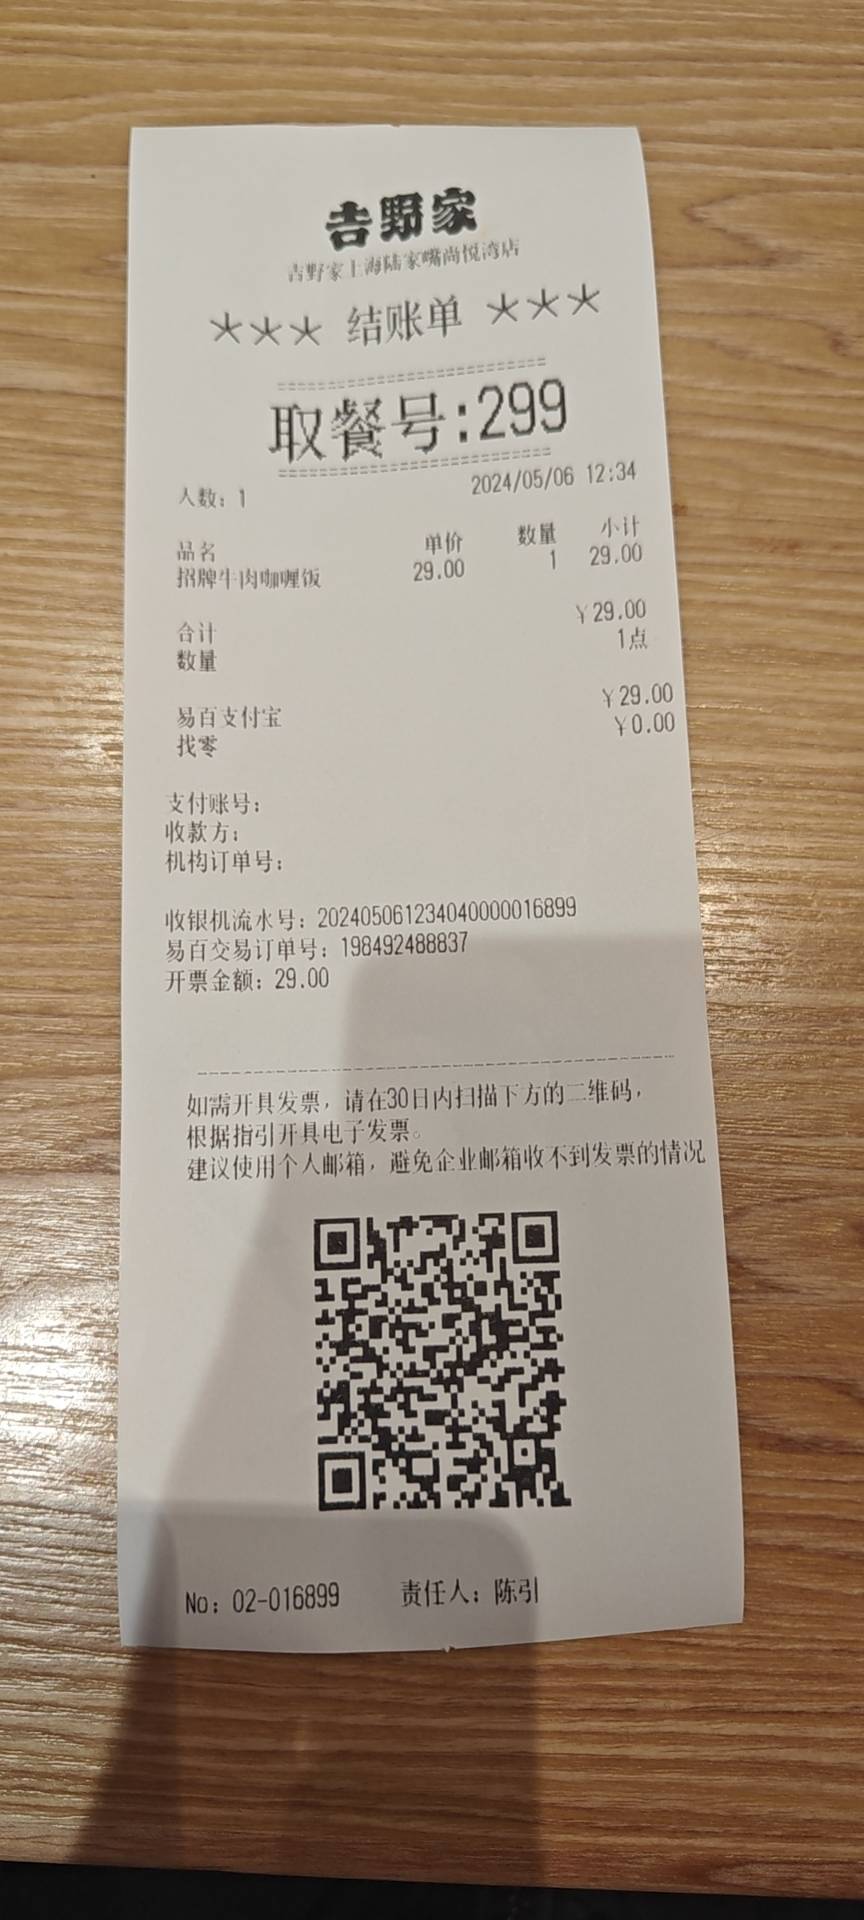 吉野家
吉野家上海陆家嘴尚悦湾店
*** 结账单 ***
取餐号:299
人数：1 2024/05/06 12:34
品名 单价 数量 小计
招牌牛肉咖喱饭 29.00 1 29.00
合计 ¥29.00
数量 1点
易百支付宝 ¥29.00
找零 ¥0.00
支付账号：
收款方：
机构订单号：
收银机流水号：202405061234040000016899
易百交易订单号：198492488837
开票金额：29.00
如需开具发票，请在30日内扫描下方的二维码，
根据指引开具电子发票。
建议使用个人邮箱，避免企业邮箱收不到发票的情况
No：02-016899 责任人：陈引